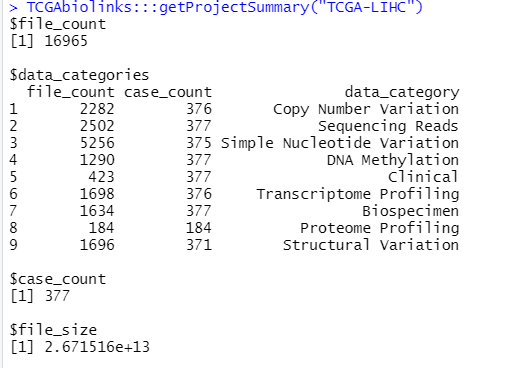 > TCGAbiolinks:::getProjectSummary("TCGA-LIHC")
$file_count
[1] 16965
$data_categories
  file_count case_count               data_category
1       2282        376       Copy Number Variation
2       2502        377            Sequencing Reads
3       5256        375 Simple Nucleotide Variation
4       1290        377             DNA Methylation
5        423        377                    Clinical
6       1698        376     Transcriptome Profiling
7       1634        377                 Biospecimen
8        184        184          Proteome Profiling
9       1696        371        Structural Variation
$case_count
[1] 377
$file_size
[1] 2.671516e+13